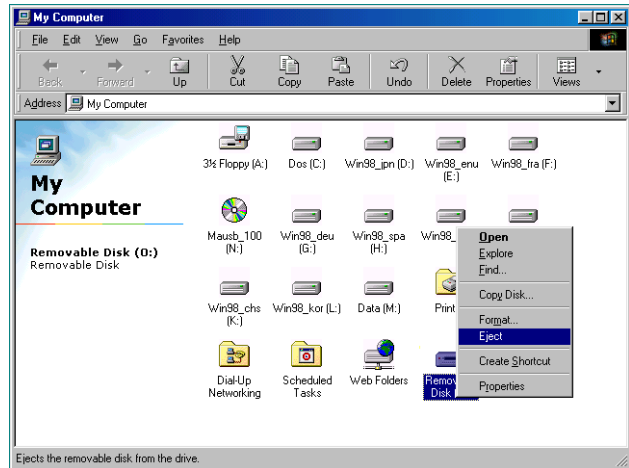 My Computer
File Edit View Go Favorites Help
Back Forward Up Cut Copy Paste Undo Delete Properties Views
Address My Computer
My
Computer
Removable Disk (O:)
Removable Disk
3½ Floppy (A:) Dos (C:) Win98_jpn (D:) Win98_enu Win98_fra (F:)
(E:)
Mausb_100 Win98_deu Win98_spa Win98_
(N:) (G:) (H:)
Win98_chs Win98_kor (L:) Data (M:) Print
(K:)
Dial-Up Scheduled Web Folders Remov
Networking Tasks Disk
Open
Explore
Find...
Copy Disk...
Format...
Eject
Create Shortcut
Properties
Ejects the removable disk from the drive.